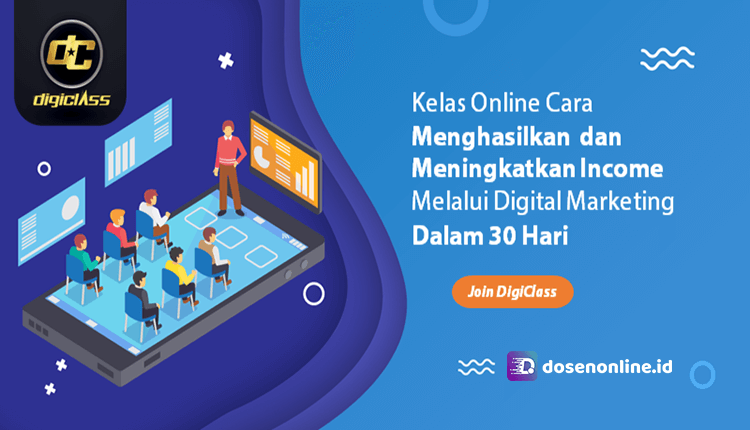 dc
digiclass
Kelas Online Cara
Menghasilkan dan
Meningkatkan Income
Melalui Digital Marketing
Dalam 30 Hari
Join DigiClass
D. dosenonline.id